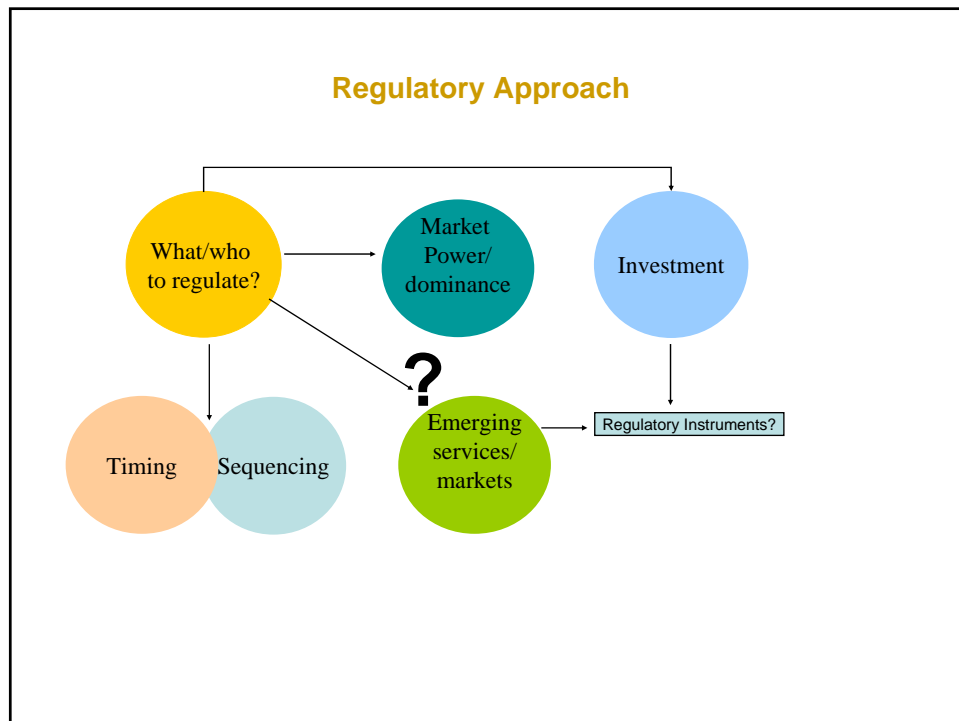 Regulatory Approach
What/who
to regulate?
Market
Power/
dominance
Investment
?
Timing
Sequencing
Emerging
services/
markets
Regulatory Instruments?